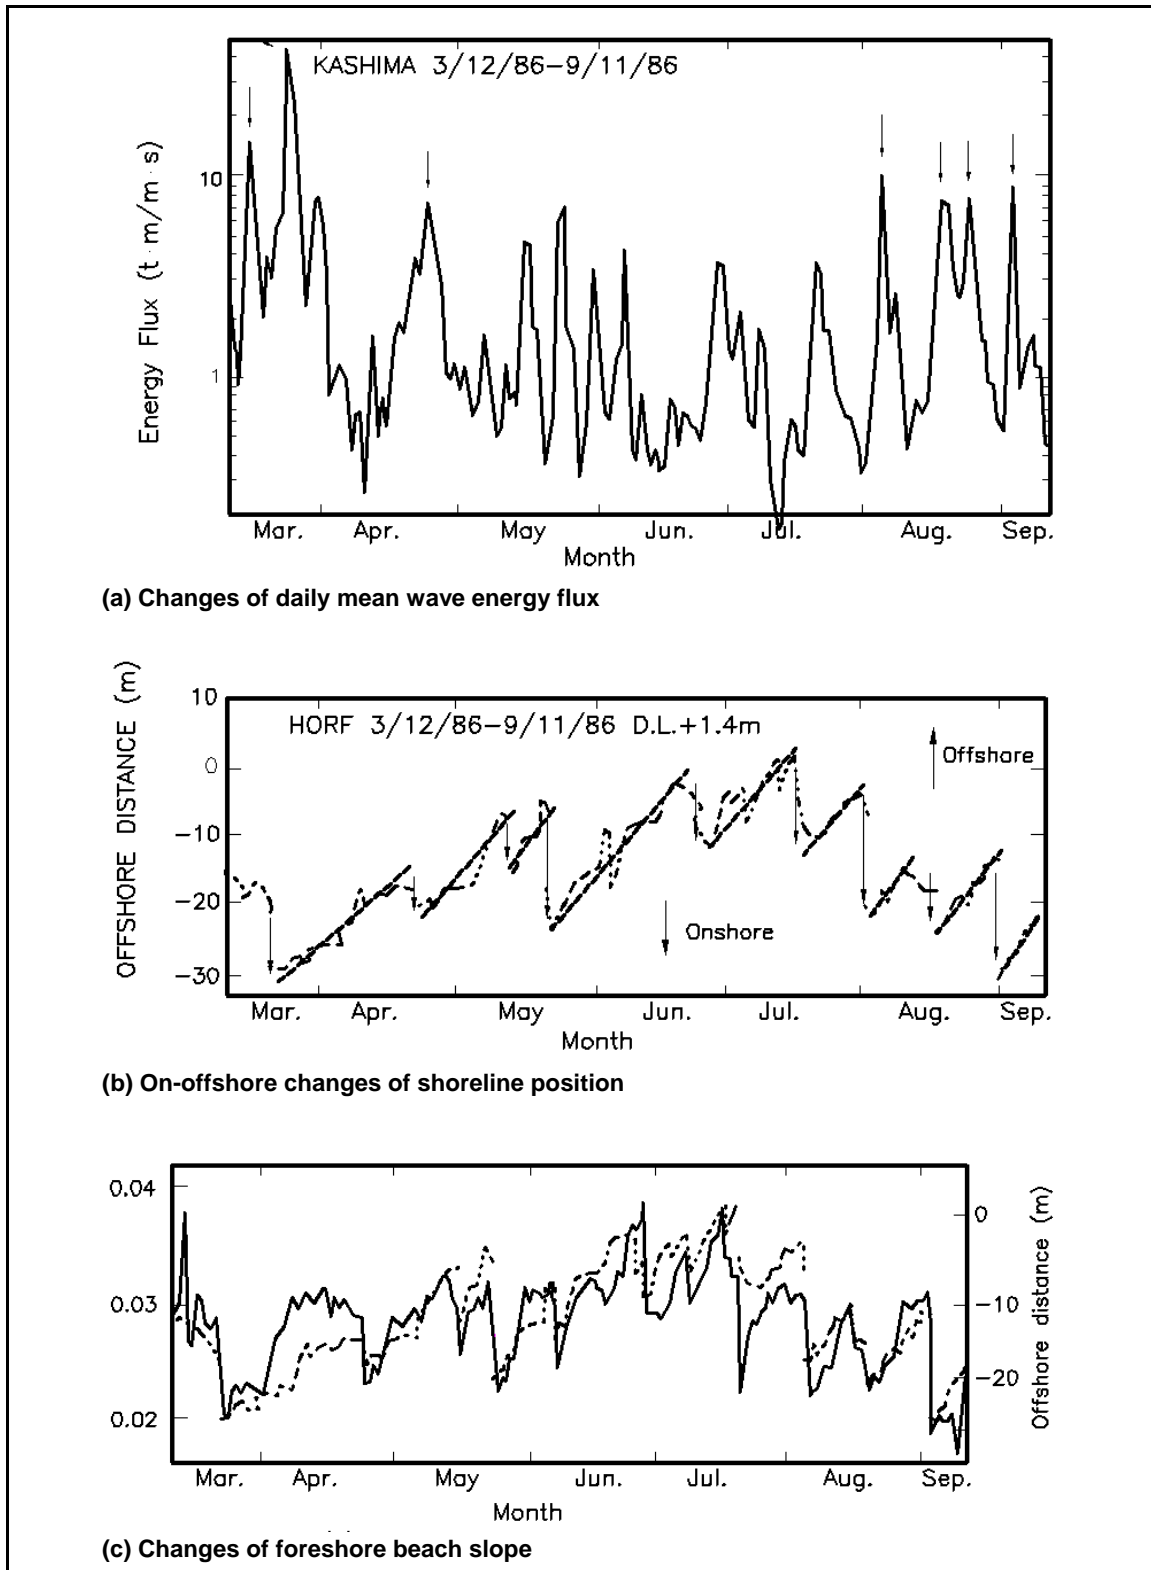 KASHIMA 3/12/86-9/11/86
Energy Flux (t·m/m·s)
10
1
Mar. Apr. May Jun. Jul. Aug. Sep.
Month
(a) Changes of daily mean wave energy flux
HORF 3/12/86-9/11/86 D.L.+1.4m
OFFSHORE DISTANCE (m)
10
0
-10
-20
-30
Offshore
Onshore
Mar. Apr. May Jun. Jul. Aug. Sep.
Month
(b) On-offshore changes of shoreline position
0.04
0.03
0.02
0
-10
-20
Offshore distance (m)
Mar. Apr. May Jun. Jul. Aug. Sep.
Month
(c) Changes of foreshore beach slope